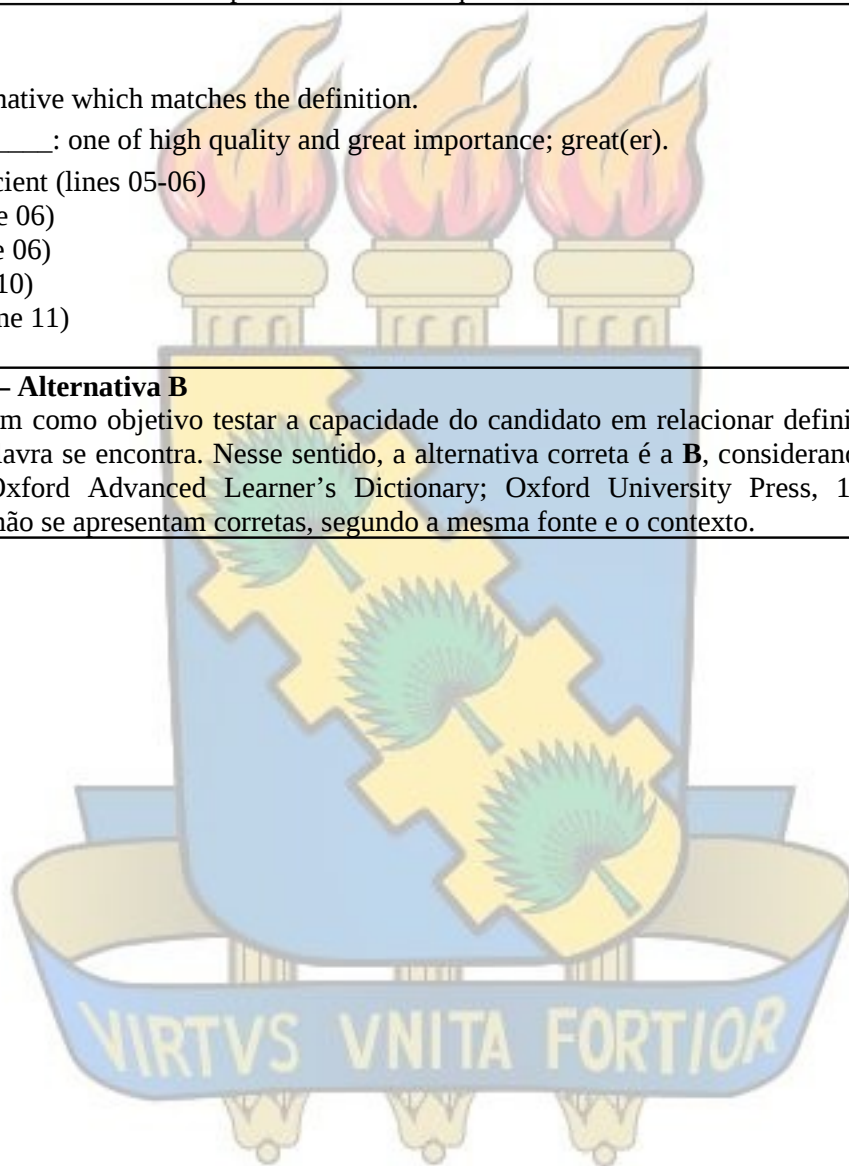 native which matches the definition.
____: one of high quality and great importance; great(er).
cient (lines 05-06)
e 06)
e 06)
10)
ne 11)
– Alternativa B
m como objetivo testar a capacidade do candidato em relacionar defini
lavra se encontra. Nesse sentido, a alternativa correta é a B, considerand
Oxford Advanced Learner’s Dictionary; Oxford University Press, 1
não se apresentam corretas, segundo a mesma fonte e o contexto.
VIRTVS VNITA FORTIOR